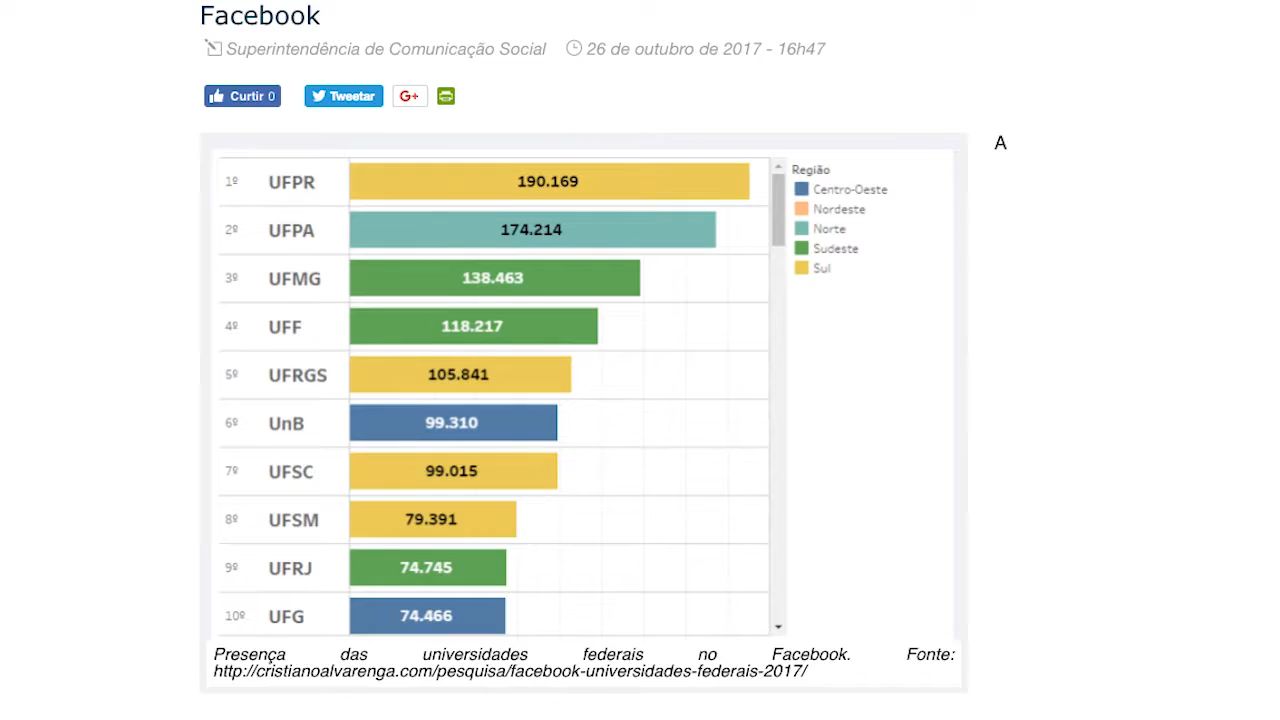 Facebook
Superintendência de Comunicação Social 26 de outubro de 2017 - 16h47
Curtir 0 Tweetar G+
A
1º UFPR 190.169
2º UFPA 174.214
3º UFMG 138.463
4º UFF 118.217
5º UFRGS 105.841
6º UnB 99.310
7º UFSC 99.015
8º UFSM 79.391
9º UFRJ 74.745
10º UFG 74.466
Região
Centro-Oeste
Nordeste
Norte
Sudeste
Sul
Presença das universidades federais no Facebook. Fonte:
http://cristianoalvarenga.com/pesquisa/facebook-universidades-federais-2017/